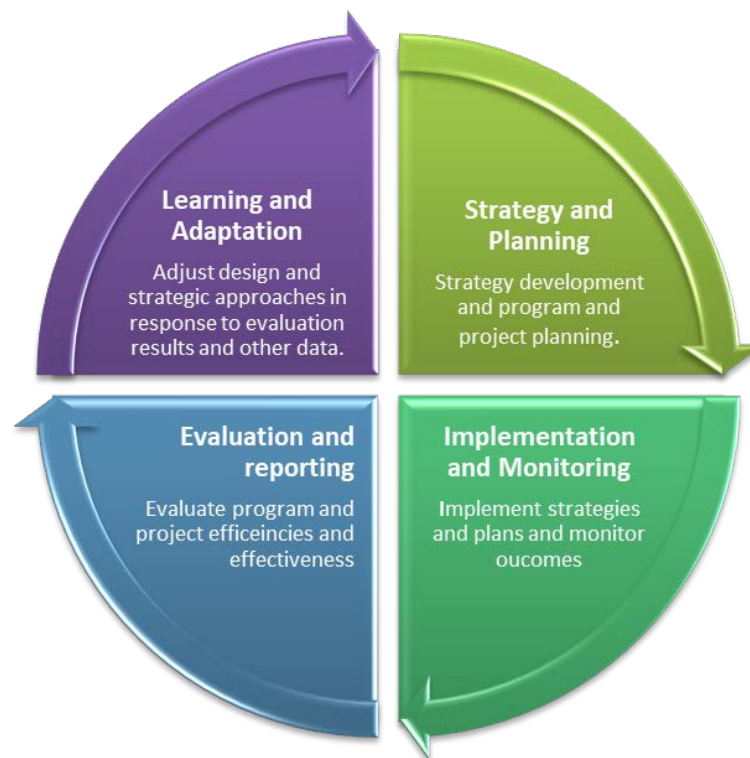 Learning and
Adaptation
Adjust design and
strategic approaches in
response to evaluation
results and other data.
Strategy and
Planning
Strategy development
and program and
project planning.
Evaluation and
reporting
Evaluate program and
project efficeincies and
effectiveness
Implementation
and Monitoring
Implement strategies
and plans and monitor
oucomes